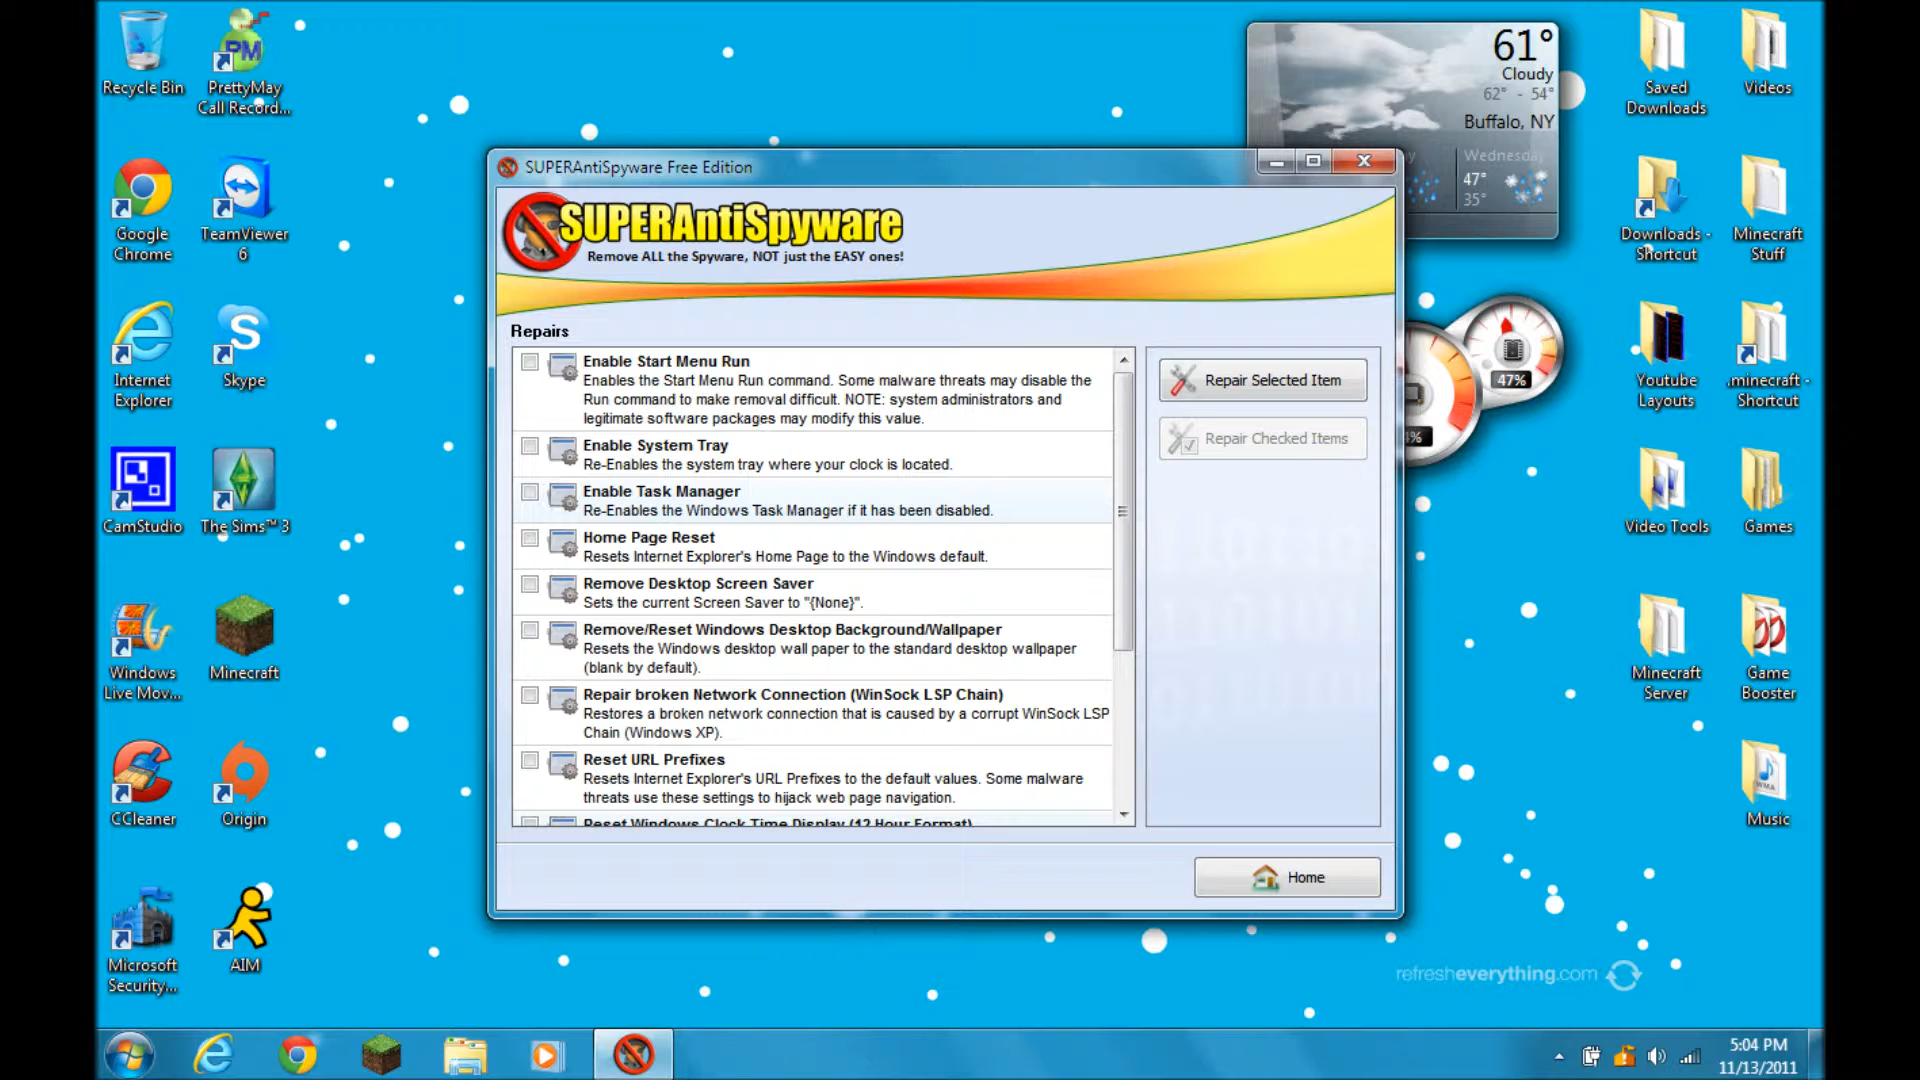 Recycle Bin
PrettyMay
Call Record...
Google
Chrome
TeamViewer
6
Internet
Explorer
Skype
CamStudio
The Sims™ 3
Windows
Live Mov...
Minecraft
CCleaner
Origin
Microsoft
Security...
AIM
61°
Cloudy
62° - 54°
Buffalo, NY
Wednesday
47°
35°
47%
Saved
Downloads
Videos
Downloads -
Shortcut
Minecraft
Stuff
Youtube
Layouts
.minecraft -
Shortcut
Video Tools
Games
Minecraft
Server
Game
Booster
WMA
Music
SUPERAntiSpyware Free Edition
SUPERAntiSpyware
Remove ALL the Spyware, NOT just the EASY ones!
Repairs
Enable Start Menu Run
Enables the Start Menu Run command. Some malware threats may disable the
Run command to make removal difficult. NOTE: system administrators and
legitimate software packages may modify this value.
Enable System Tray
Re-Enables the system tray where your clock is located.
Enable Task Manager
Re-Enables the Windows Task Manager if it has been disabled.
Home Page Reset
Resets Internet Explorer's Home Page to the Windows default.
Remove Desktop Screen Saver
Sets the current Screen Saver to "{None}".
Remove/Reset Windows Desktop Background/Wallpaper
Resets the Windows desktop wall paper to the standard desktop wallpaper
(blank by default).
Repair broken Network Connection (WinSock LSP Chain)
Restores a broken network connection that is caused by a corrupt WinSock LSP
Chain (Windows XP).
Reset URL Prefixes
Resets Internet Explorer's URL Prefixes to the default values. Some malware
threats use these settings to hijack web page navigation.
Reset Windows Clock Time Display (12 Hour Format)
Repair Selected Item
Repair Checked Items
Home
refresheverything.com
5:04 PM
11/13/2011